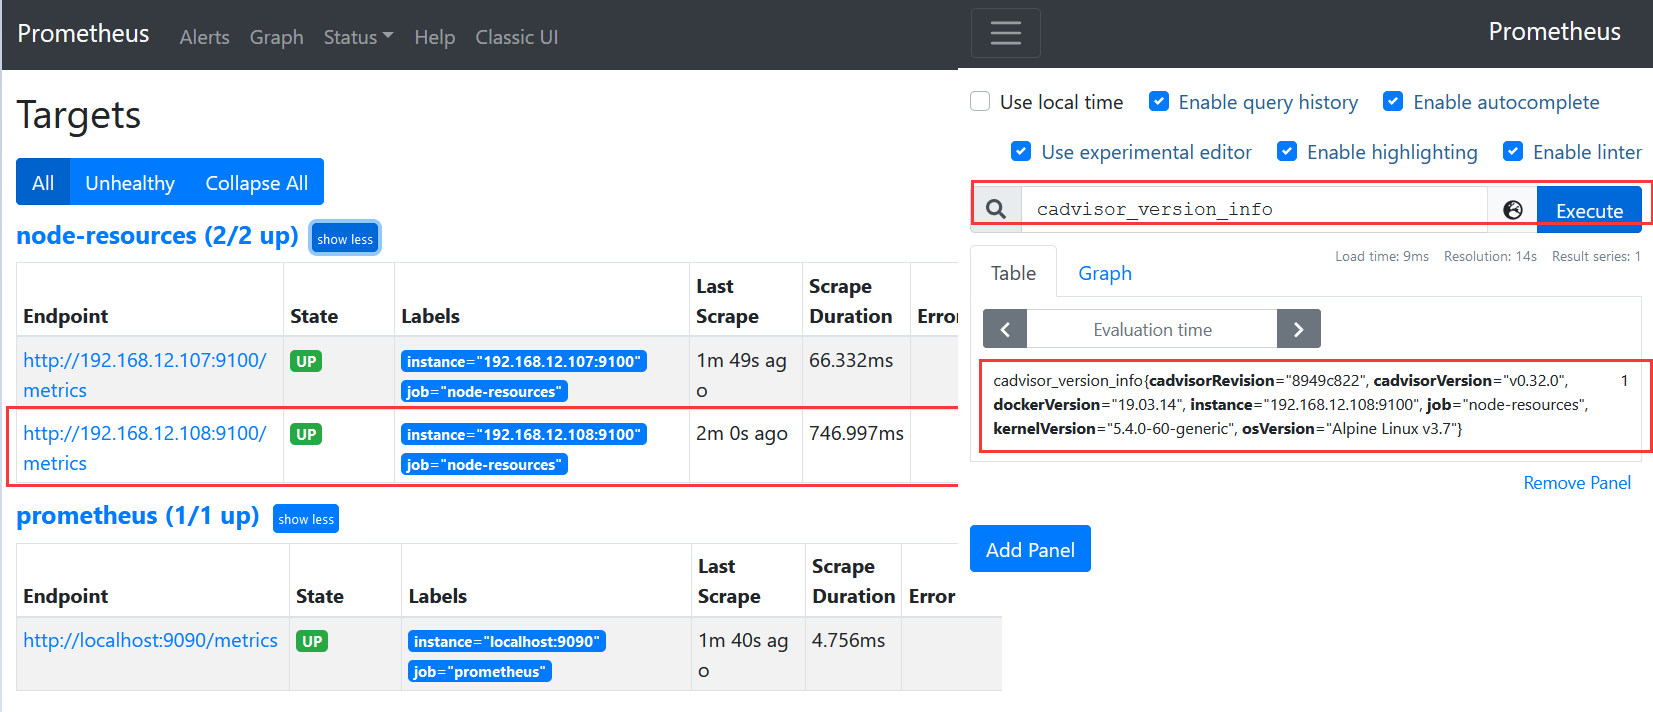 Prometheus Alerts Graph Status Help Classic UI
Targets
All Unhealthy Collapse All
node-resources (2/2 up) show less
Endpoint State Labels Last Scrape Scrape Duration Erro
http://192.168.12.107:9100/ UP instance="192.168.12.107:9100" 1m 49s ag 66.332ms
metrics job="node-resources" o
http://192.168.12.108:9100/ UP instance="192.168.12.108:9100" 2m 0s ago 746.997ms
metrics job="node-resources"
prometheus (1/1 up) show less
Endpoint State Labels Last Scrape Scrape Duration Error
http://localhost:9090/metrics UP instance="localhost:9090" 1m 40s ag 4.756ms
job="prometheus" o
Prometheus
Use local time Enable query history Enable autocomplete
Use experimental editor Enable highlighting Enable linter
cadvisor_version_info Execute
Load time: 9ms Resolution: 14s Result series: 1
Table Graph
Evaluation time
cadvisor_version_info{cadvisorRevision="8949c822", cadvisorVersion="v0.32.0", 1
dockerVersion="19.03.14", instance="192.168.12.108:9100", job="node-resources",
kernelVersion="5.4.0-60-generic", osVersion="Alpine Linux v3.7"}
Remove Panel
Add Panel